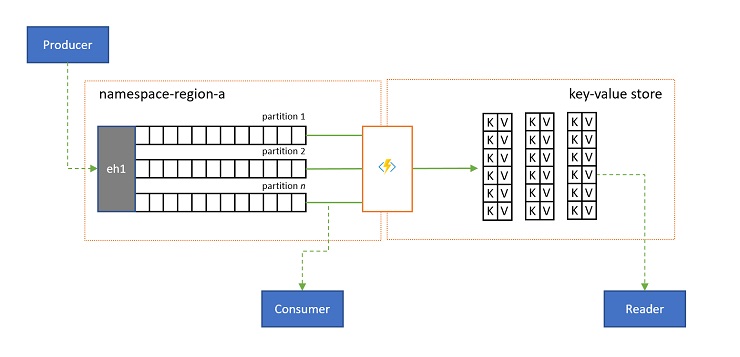 Producer
namespace-region-a
key-value store
partition 1
partition 2
partition n
eh1
K V K V K V
K V K V K V
K V K V K V
K V K V K V
K V K V K V
K V K V K V
Consumer
Reader